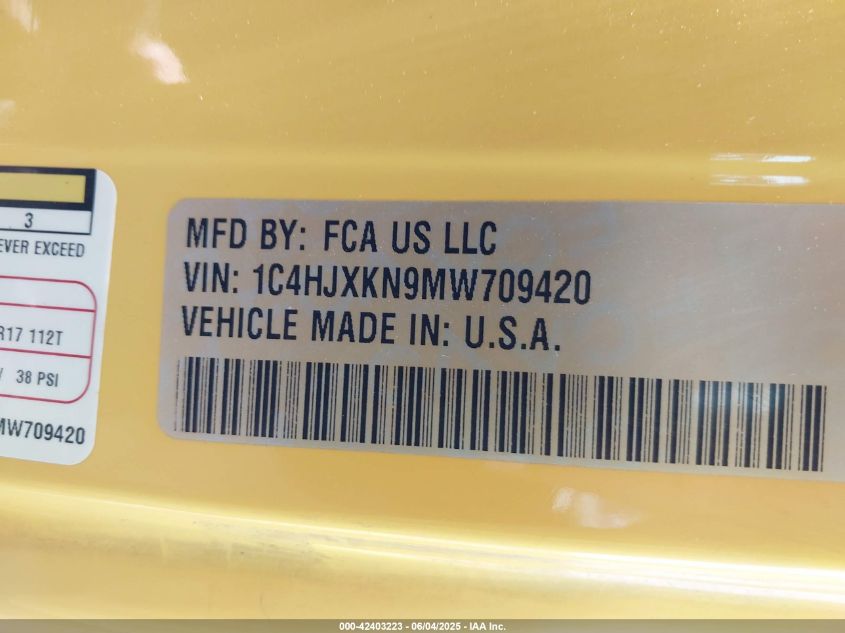 3
EVER EXCEED
R17 112T
/ 38 PSI
MW709420
MFD BY: FCA US LLC
VIN: 1C4HJXKN9MW709420
VEHICLE MADE IN: U.S.A.
000-42403223 - 06/04/2025 - IAA Inc.